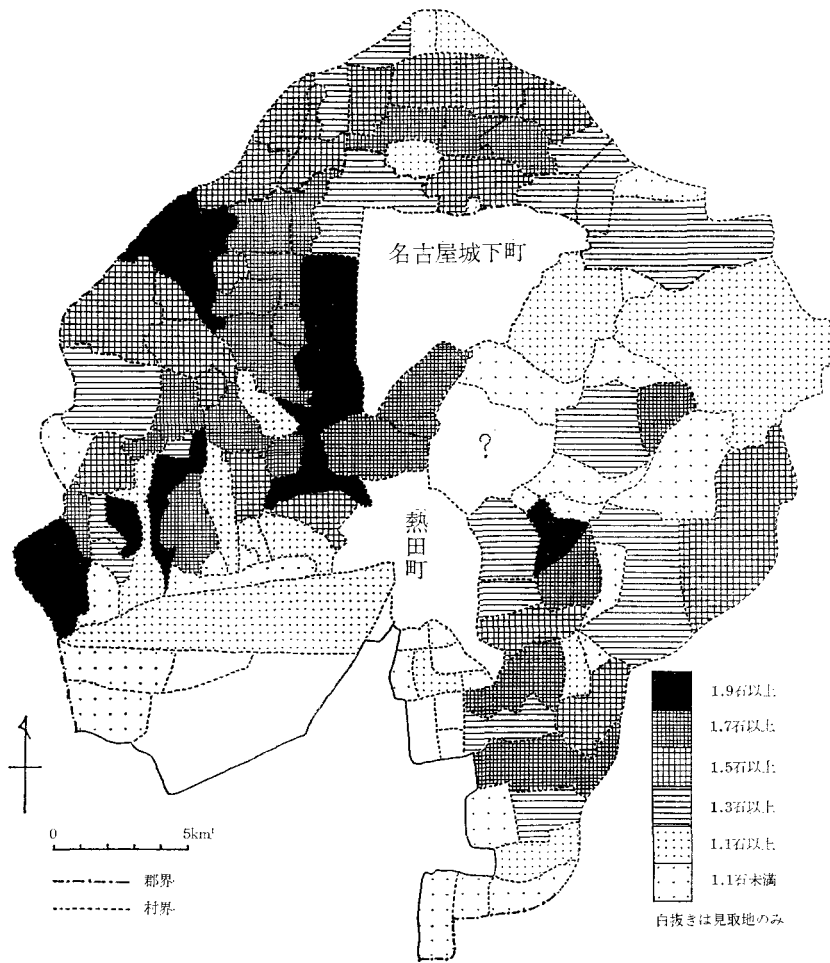 名古屋城下町
?
熱田町
1.9石以上
1.7石以上
1.5石以上
1.3石以上
1.1石以上
1.1石未満
白抜きは見取地のみ
0 5km
郡界
村界